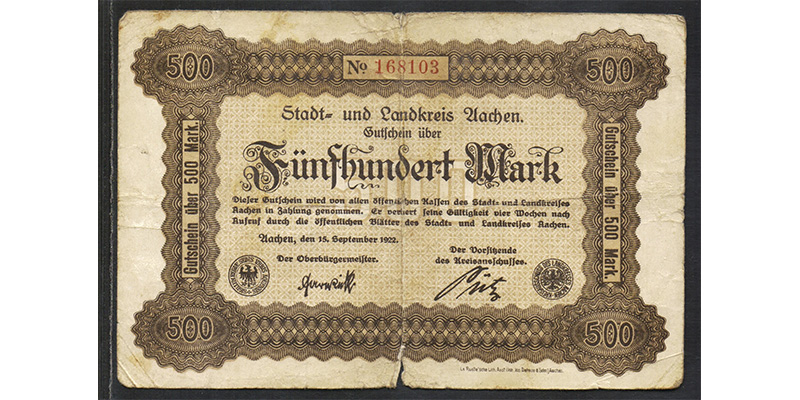 500
№ 168103
500
Stadt- und Landkreis Aachen.
Gutschein über
Fünfhundert Mark
Dieser Gutschein wird von allen öffentlichen Kassen des Stadt- und Landkreises
Aachen in Zahlung genommen. Er verliert seine Gültigkeit vier Wochen nach
Aufruf durch die öffentlichen Blätter des Stadt- und Landkreises Aachen.
Aachen, den 15. September 1922.
Der Oberbürgermeister.
Der Vorsitzende
des Kreisausschusses.
Gutschein über 500 Mark.
Gutschein über 500 Mark.
500
500